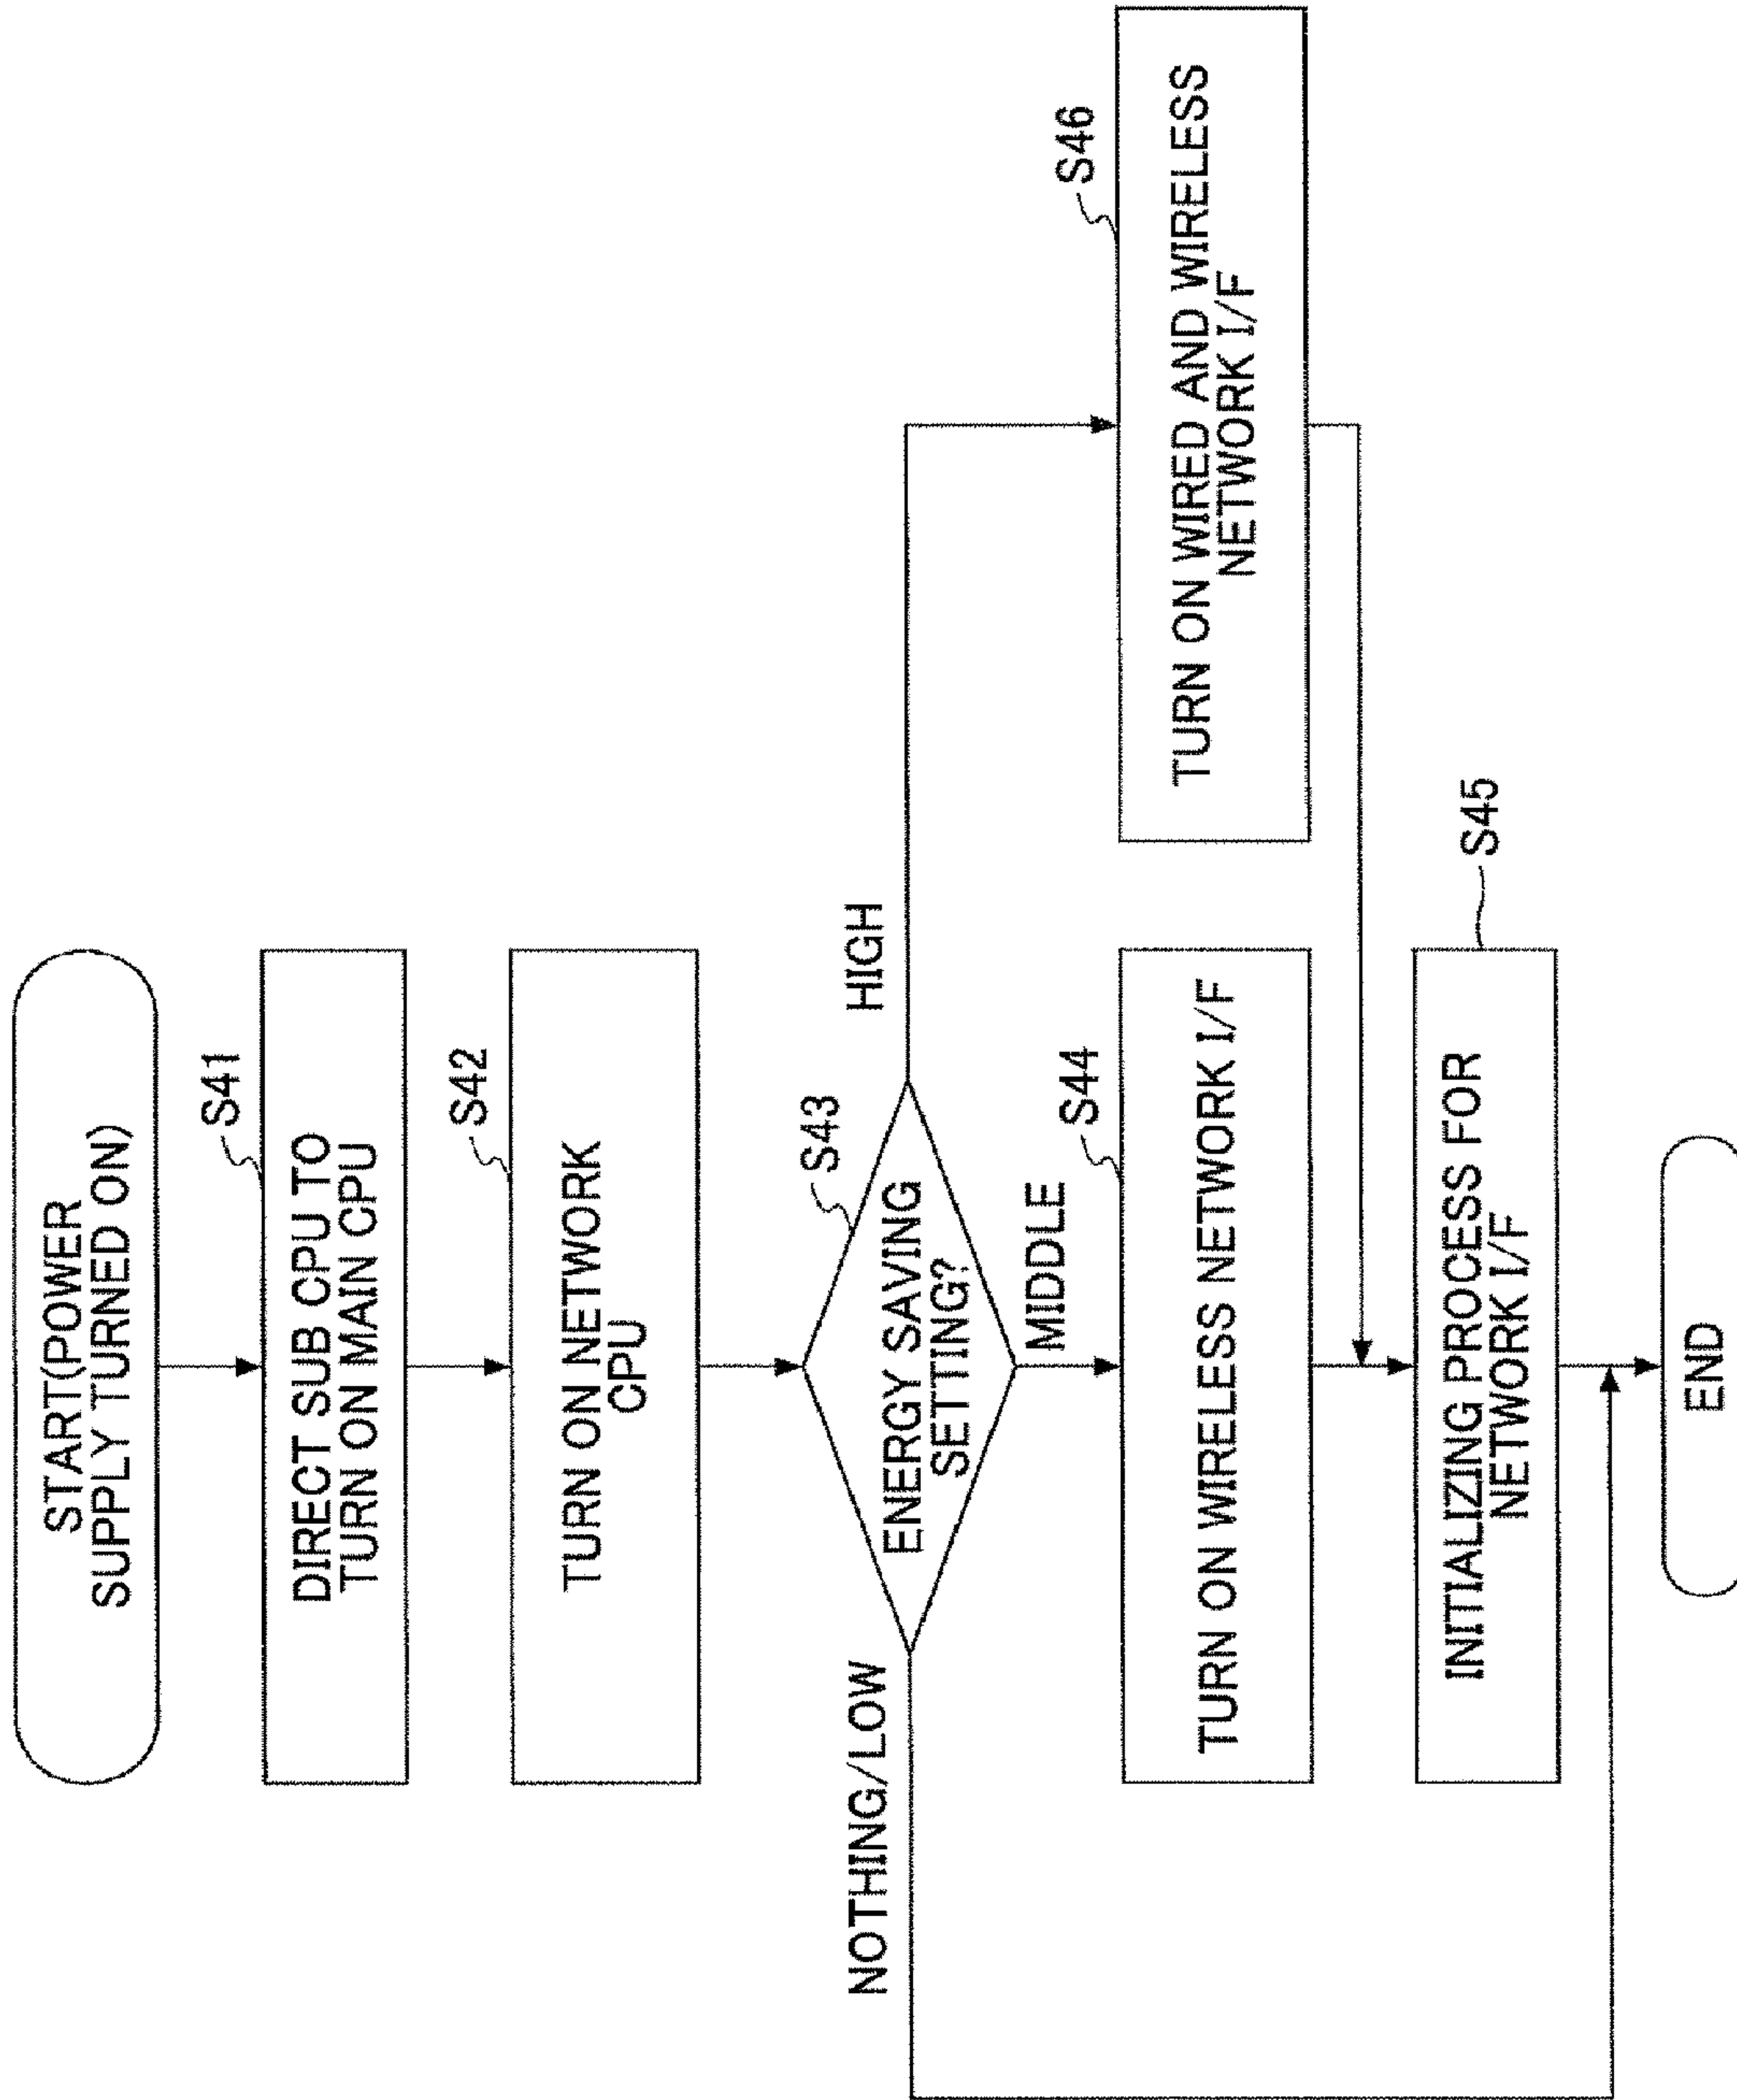 START(POWER
SUPPLY TURNED ON)
S41
DIRECT SUB CPU TO
TURN ON MAIN CPU
S42
TURN ON NETWORK
CPU
S43
ENERGY SAVING
SETTING?
NOTHING/LOW
MIDDLE
HIGH
S44
TURN ON WIRELESS NETWORK I/F
S46
TURN ON WIRED AND WIRELESS
NETWORK I/F
S45
INITIALIZING PROCESS FOR
NETWORK I/F
END